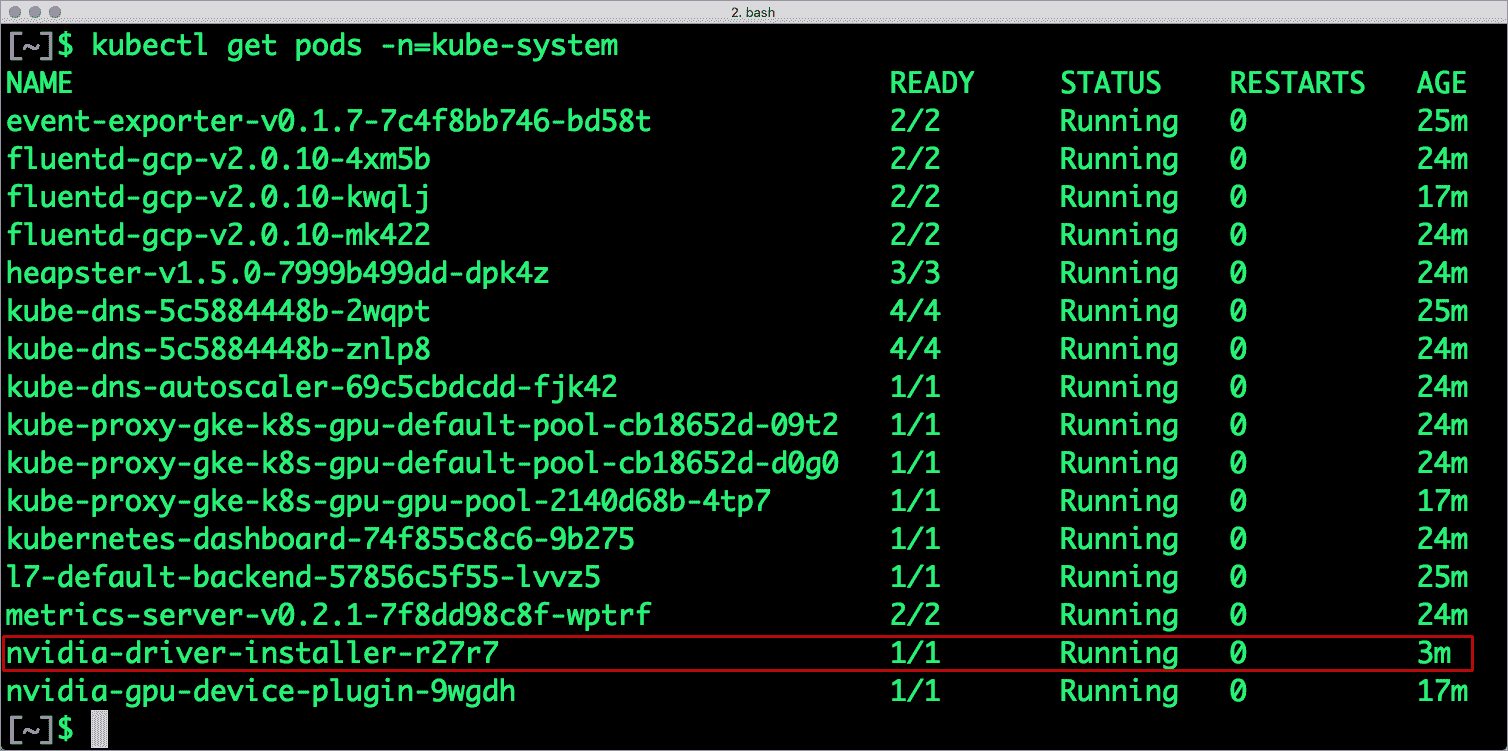 2. bash
[~]$ kubectl get pods -n=kube-system
NAME READY STATUS RESTARTS AGE
event-exporter-v0.1.7-7c4f8bb746-bd58t 2/2 Running 0 25m
fluentd-gcp-v2.0.10-4xm5b 2/2 Running 0 24m
fluentd-gcp-v2.0.10-kwqlj 2/2 Running 0 17m
fluentd-gcp-v2.0.10-mk422 2/2 Running 0 24m
heapster-v1.5.0-7999b499dd-dpk4z 3/3 Running 0 24m
kube-dns-5c5884448b-2wqpt 4/4 Running 0 25m
kube-dns-5c5884448b-znlp8 4/4 Running 0 24m
kube-dns-autoscaler-69c5cbdcdd-fjk42 1/1 Running 0 24m
kube-proxy-gke-k8s-gpu-default-pool-cb18652d-09t2 1/1 Running 0 24m
kube-proxy-gke-k8s-gpu-default-pool-cb18652d-d0g0 1/1 Running 0 24m
kube-proxy-gke-k8s-gpu-gpu-pool-2140d68b-4tp7 1/1 Running 0 17m
kubernetes-dashboard-74f855c8c6-9b275 1/1 Running 0 24m
l7-default-backend-57856c5f55-lvvz5 1/1 Running 0 25m
metrics-server-v0.2.1-7f8dd98c8f-wptrf 2/2 Running 0 24m
nvidia-driver-installer-r27r7 1/1 Running 0 3m
nvidia-gpu-device-plugin-9wgdh 1/1 Running 0 17m
[~]$